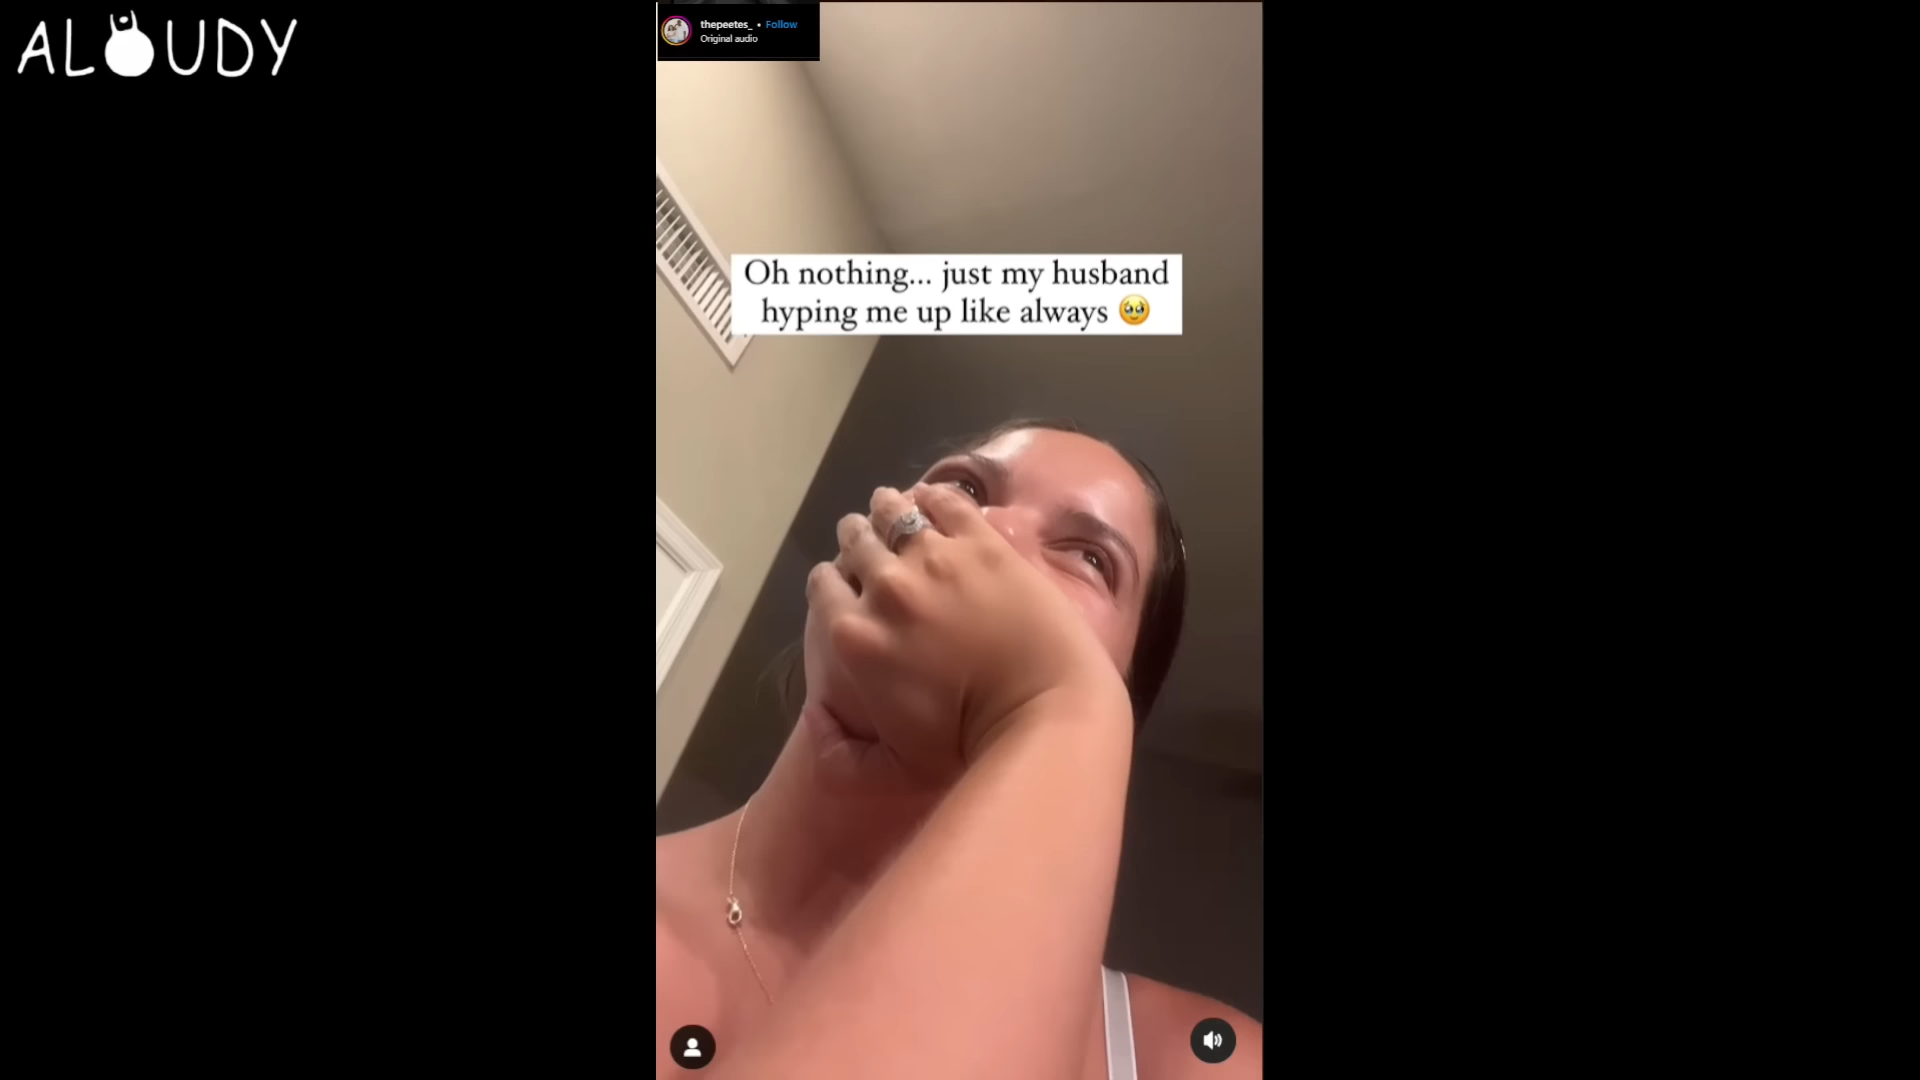 ALOUDY
thepeetes_ • Follow
Original audio
Oh nothing... just my husband
hyping me up like always 🥹